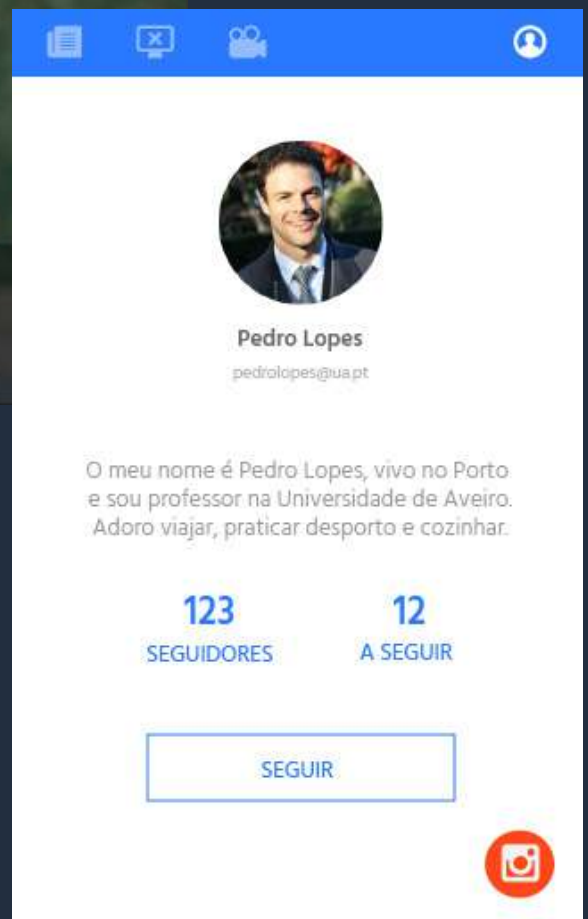 Pedro Lopes
pedrolopes@ua.pt
O meu nome é Pedro Lopes, vivo no Porto
e sou professor na Universidade de Aveiro.
Adoro viajar, praticar desporto e cozinhar.
123 12
SEGUIDORES A SEGUIR
SEGUIR